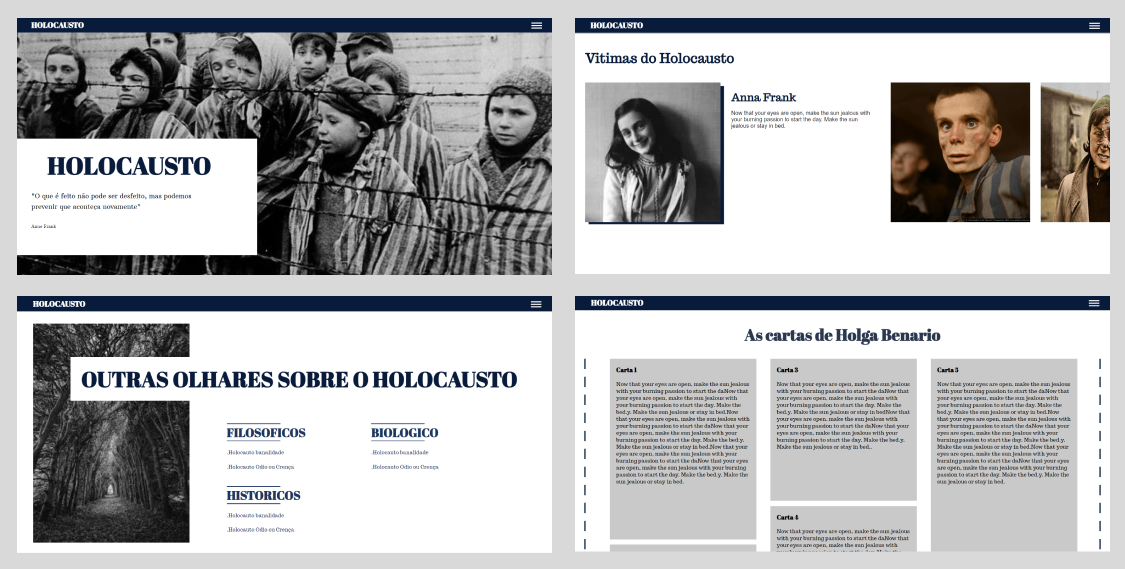 HOLOCAUSTO
HOLOCAUSTO
"O que é feito não pode ser desfeito, mas podemos
prevenir que aconteça novamente"
Anne Frank
HOLOCAUSTO
Vitimas do Holocausto
Anna Frank
Now that your eyes are open, make the sun jealous with
your burning passion to start the day. Make the sun
jealous or stay in bed.
HOLOCAUSTO
OUTRAS OLHARES SOBRE O HOLOCAUSTO
FILOSOFICOS
.Holocauto banalidade
.Holocauto Odio ou Crença
BIOLOGICO
.Holocauto banalidade
.Holocauto Odio ou Crença
HISTORICOS
.Holocauto banalidade
.Holocauto Odio ou Crença
HOLOCAUSTO
As cartas de Holga Benario
Carta 1
Now that your eyes are open, make the sun jealous
with your burning passion to start the daNow that
your eyes are open, make the sun jealous with
your burning passion to start the day. Make the
bed.y. Make the sun jealous or stay in bed.Now
that your eyes are open, make the sun jealous with
your burning passion to start the daNow that your
eyes are open, make the sun jealous with your
burning passion to start the day. Make the bed.y.
Make the sun jealous or stay in bed.Now that your
eyes are open, make the sun jealous with your
burning passion to start the daNow that your eyes
are open, make the sun jealous with your burning
passion to start the day. Make the bed.y. Make the
sun jealous or stay in bed.
Carta 3
Now that your eyes are open, make the sun jealous
with your burning passion to start the daNow that
your eyes are open, make the sun jealous with
your burning passion to start the day. Make the
bed.y. Make the sun jealous or stay in bedNow that
your eyes are open, make the sun jealous with
your burning passion to start the daNow that your
eyes are open, make the sun jealous with your
burning passion to start the day. Make the bed.y.
Make the sun jealous or stay in bed..
Carta 4
Now that your eyes are open, make the sun jealous
with your burning passion to start the daNow that
your eyes are open, make the sun jealous with
Carta 5
Now that your eyes are open, make the sun jealous
with your burning passion to start the daNow that
your eyes are open, make the sun jealous with
your burning passion to start the day. Make the
bed.y. Make the sun jealous or stay in bed.Now
that your eyes are open, make the sun jealous with
your burning passion to start the daNow that your
eyes are open, make the sun jealous with your
burning passion to start the day. Make the bed.y.
Make the sun jealous or stay in bed.Now that your
eyes are open, make the sun jealous with your
burning passion to start the daNow that your eyes
are open, make the sun jealous with your burning
passion to start the day. Make the bed.y. Make the
sun jealous or stay in bed.